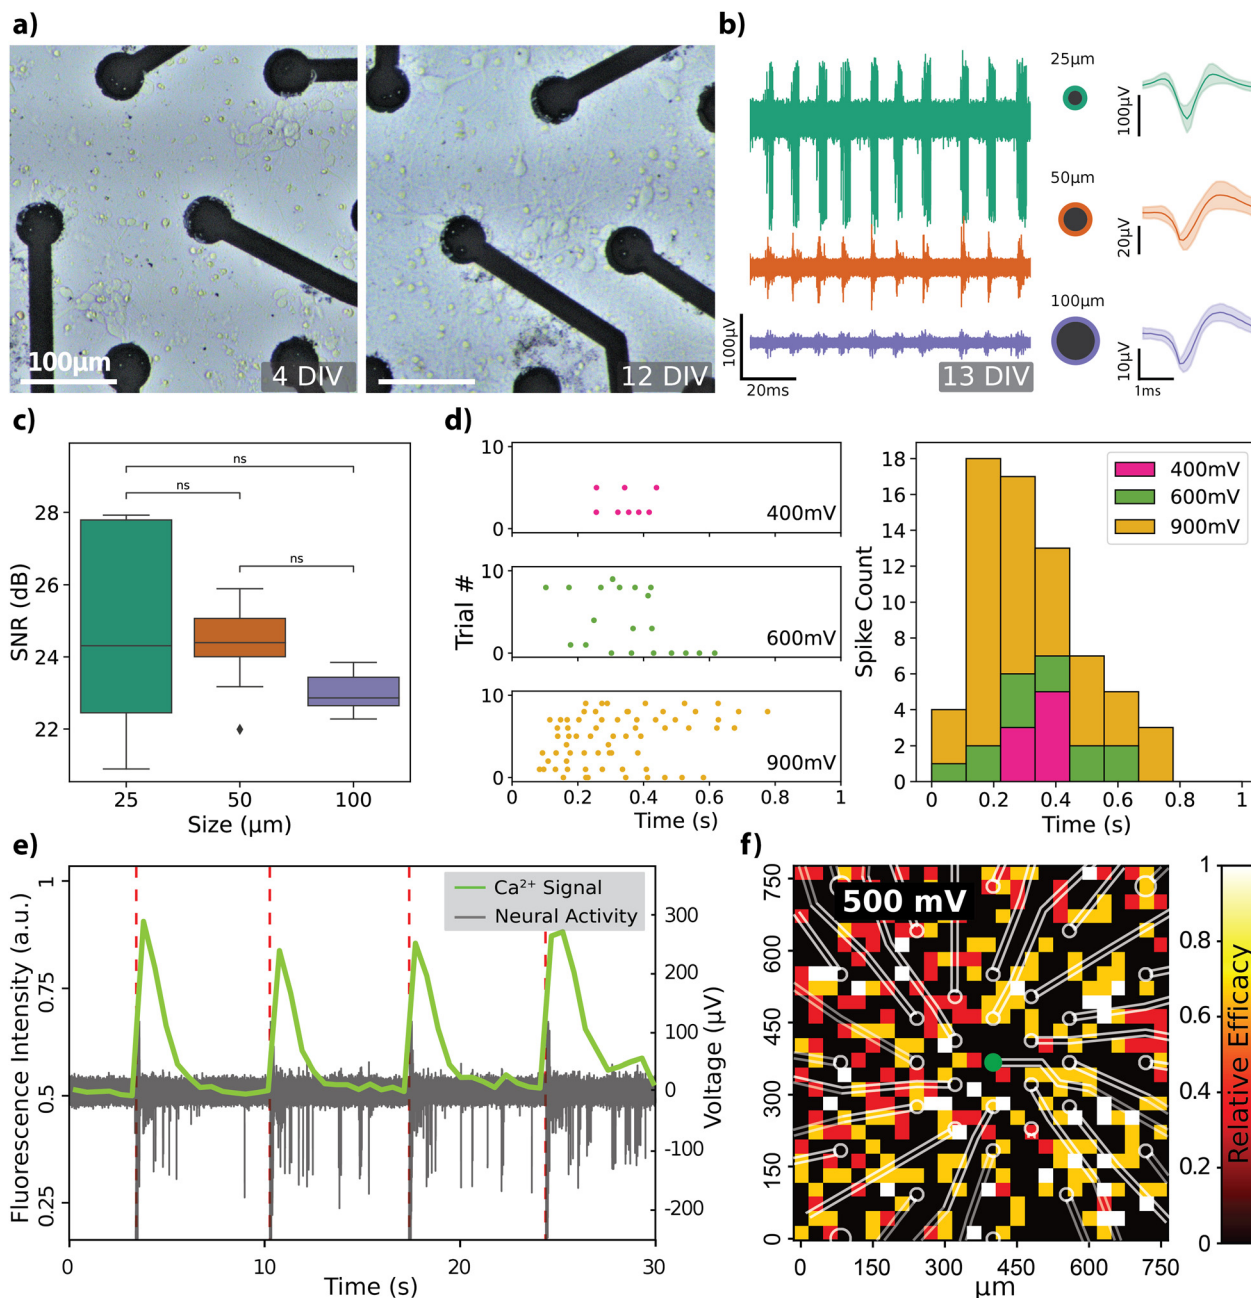 a)
100µm
4 DIV
12 DIV
b)
25µm
100µV
50µm
20µV
100µm
10µV
1ms
100µV
20ms
13 DIV
c)
ns
ns
ns
28
26
24
22
SNR (dB)
25
50
100
Size (µm)
d)
10
0
400mV
10
0
600mV
10
0
900mV
Trial #
0
0.2
0.4
0.6
0.8
1
Time (s)
18
16
14
12
10
8
6
4
2
0
Spike Count
400mV
600mV
900mV
0
0.2
0.4
0.6
0.8
1
Time (s)
e)
1
0.75
0.5
0.25
Fluorescence Intensity (a.u.)
Ca²⁺ Signal
Neural Activity
300
200
100
0
-100
-200
Voltage (µV)
0
10
20
30
Time (s)
f)
500 mV
750
600
450
300
150
0
0
150
300
450
600
750
µm
1
0.8
0.6
0.4
0.2
0
Relative Efficacy